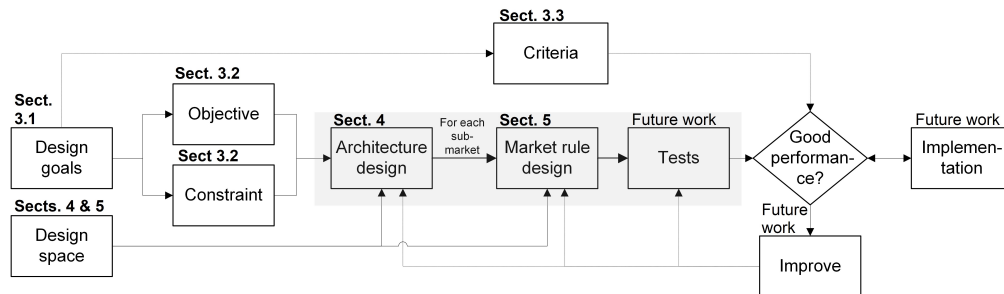 Sect. 3.3
Criteria
Sect. 3.2
Objective
Sect.
3.1
Design
goals
Sect 3.2
Constraint
Sect. 4
Architecture
design
For each
sub-
market
Sect. 5
Market rule
design
Future work
Tests
Good
performan-
ce?
Future work
Implemen-
tation
Sects. 4 & 5
Design
space
Future
work
Improve